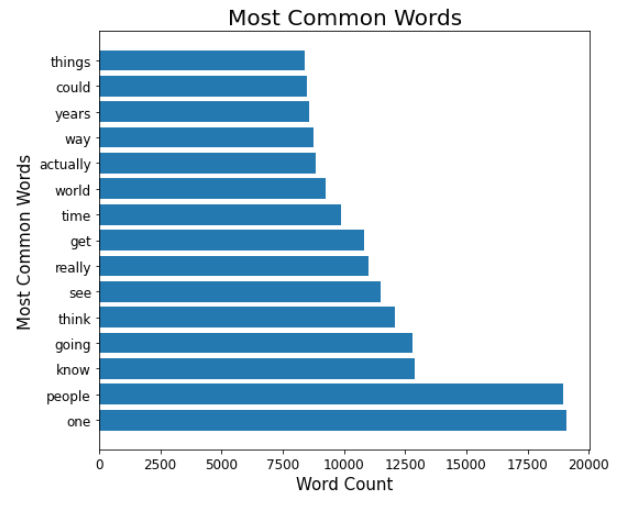 Most Common Words
Most Common Words
things
could
years
way
actually
world
time
get
really
see
think
going
know
people
one
0 2500 5000 7500 10000 12500 15000 17500 20000
Word Count